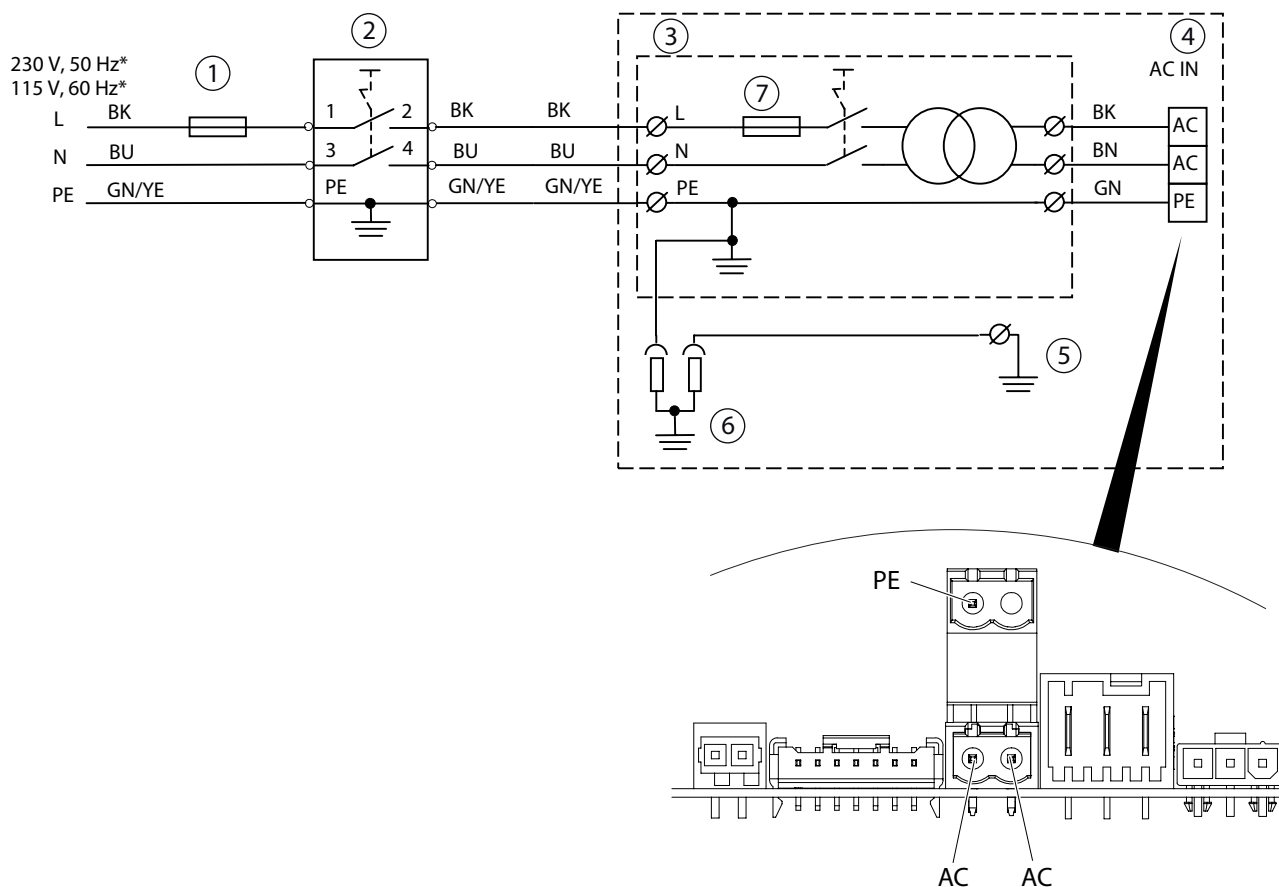 2
3
4
230 V, 50 Hz*
115 V, 60 Hz*
1
AC IN
7
L BK 1 2 BK BK L BK AC
N BU 3 4 BU BU N BN AC
PE GN/YE PE GN/YE GN/YE PE GN PE
5
6
PE
AC AC